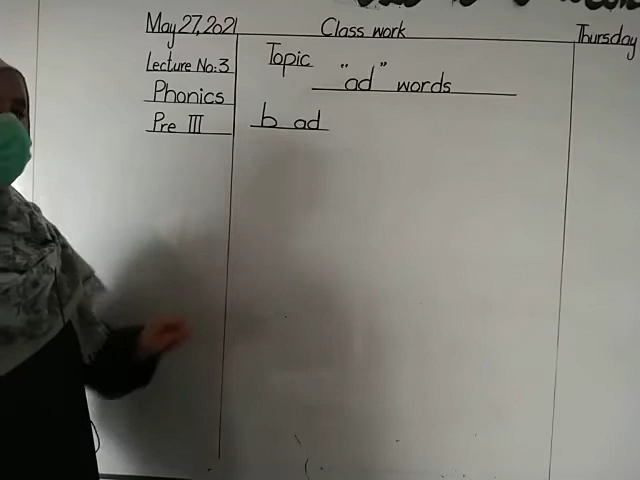 May 27, 2021 Class work Thursday
Lecture No:3 Topic
"ad" words
Phonics
Pre III b ad